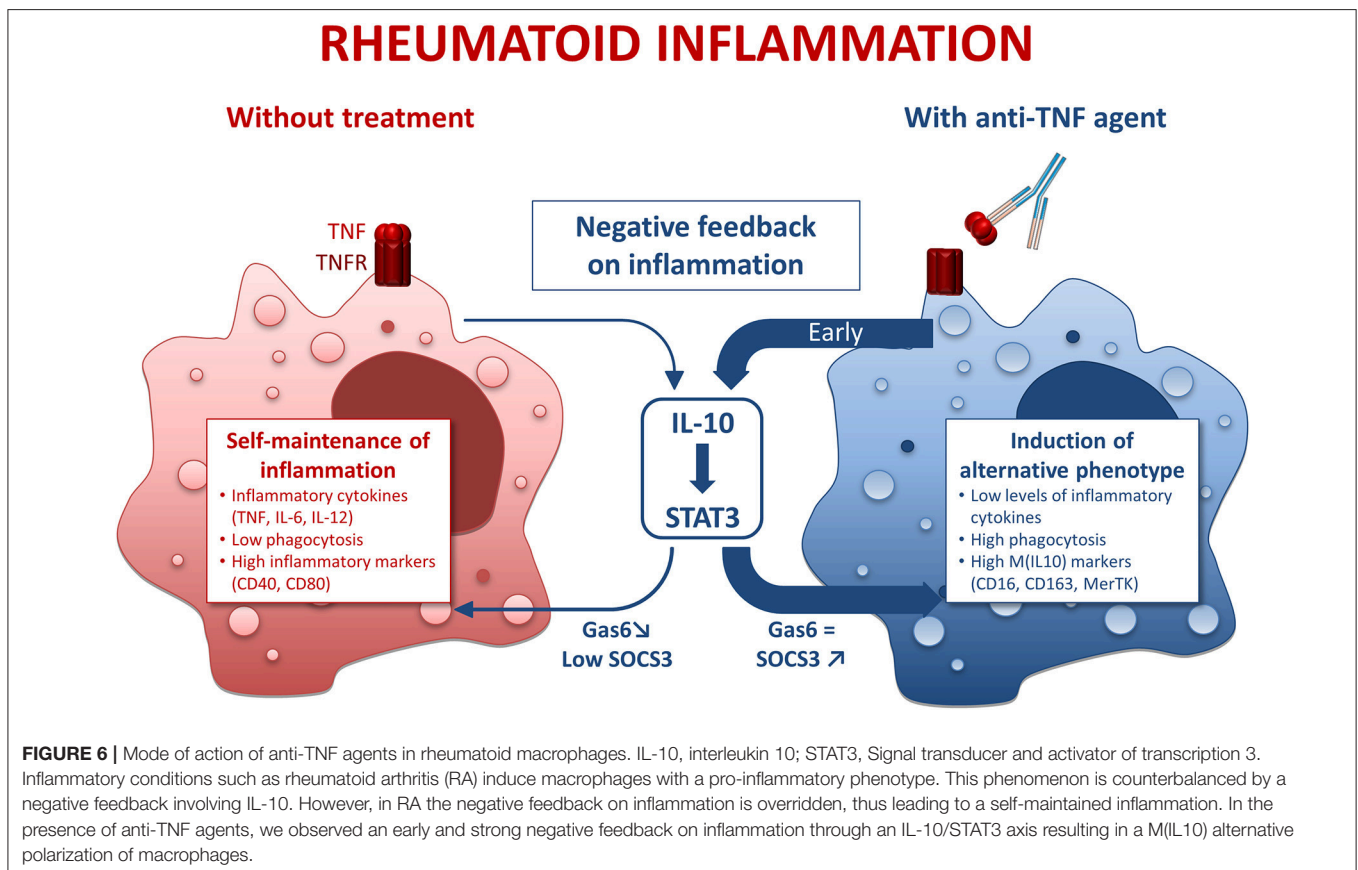 RHEUMATOID INFLAMMATION
Without treatment
With anti-TNF agent
TNF
TNFR
Negative feedback
on inflammation
Early
IL-10
STAT3
Self-maintenance of
inflammation
• Inflammatory cytokines
(TNF, IL-6, IL-12)
• Low phagocytosis
• High inflammatory markers
(CD40, CD80)
Induction of
alternative phenotype
• Low levels of inflammatory
cytokines
• High phagocytosis
• High M(IL10) markers
(CD16, CD163, MerTK)
Gas6↘
Low SOCS3
Gas6 =
SOCS3 ↗
FIGURE 6 | Mode of action of anti-TNF agents in rheumatoid macrophages. IL-10, interleukin 10; STAT3, Signal transducer and activator of transcription 3.
Inflammatory conditions such as rheumatoid arthritis (RA) induce macrophages with a pro-inflammatory phenotype. This phenomenon is counterbalanced by a
negative feedback involving IL-10. However, in RA the negative feedback on inflammation is overridden, thus leading to a self-maintained inflammation. In the
presence of anti-TNF agents, we observed an early and strong negative feedback on inflammation through an IL-10/STAT3 axis resulting in a M(IL10) alternative
polarization of macrophages.